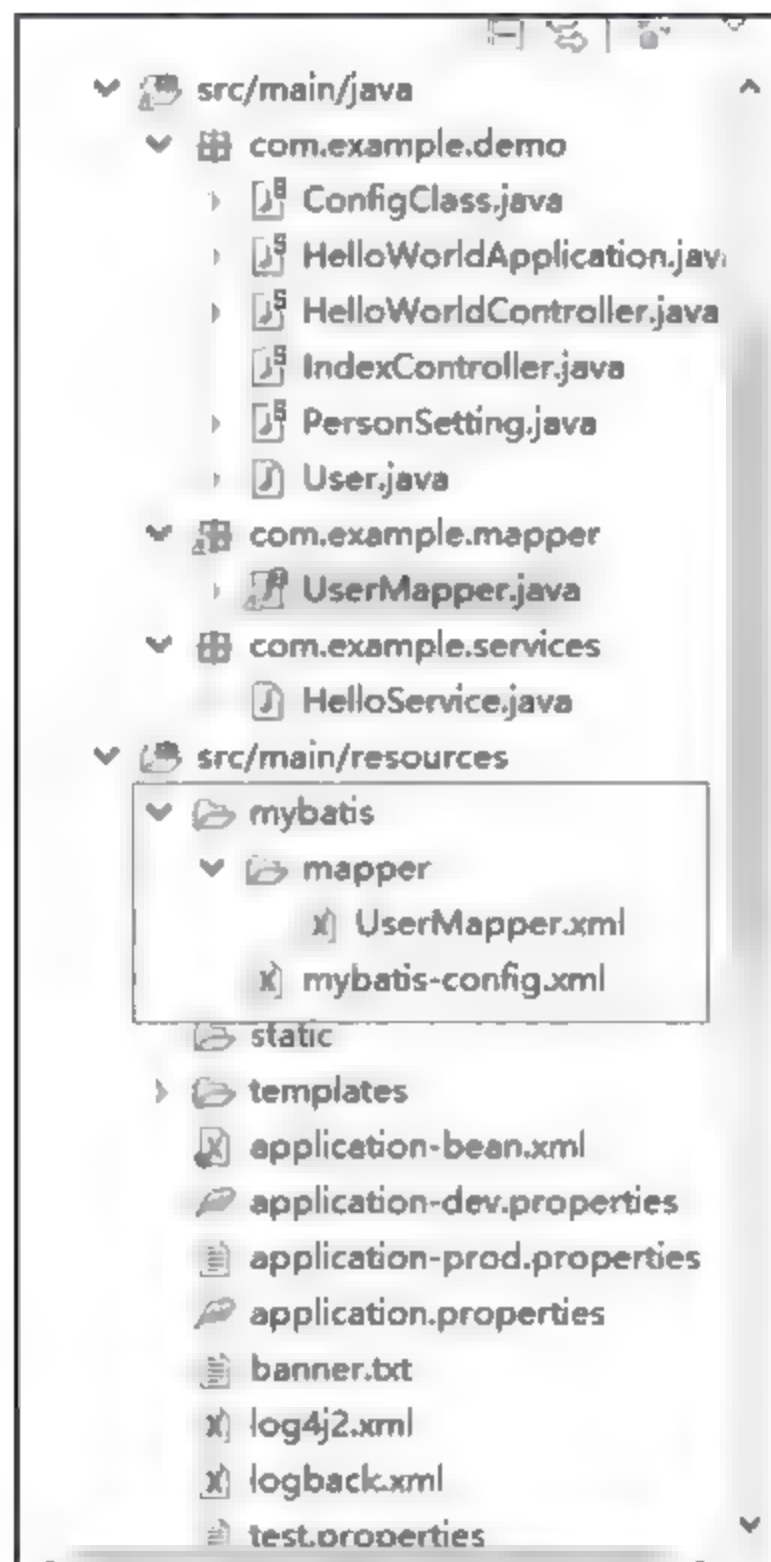 src/main/java
com.example.demo
ConfigClass.java
HelloWorldApplication.jav
HelloWorldController.java
IndexController.java
PersonSetting.java
User.java
com.example.mapper
UserMapper.java
com.example.services
HelloService.java
src/main/resources
mybatis
mapper
UserMapper.xml
mybatis-config.xml
static
templates
application-bean.xml
application-dev.properties
application-prod.properties
application.properties
banner.txt
log4j2.xml
logback.xml
test.properties